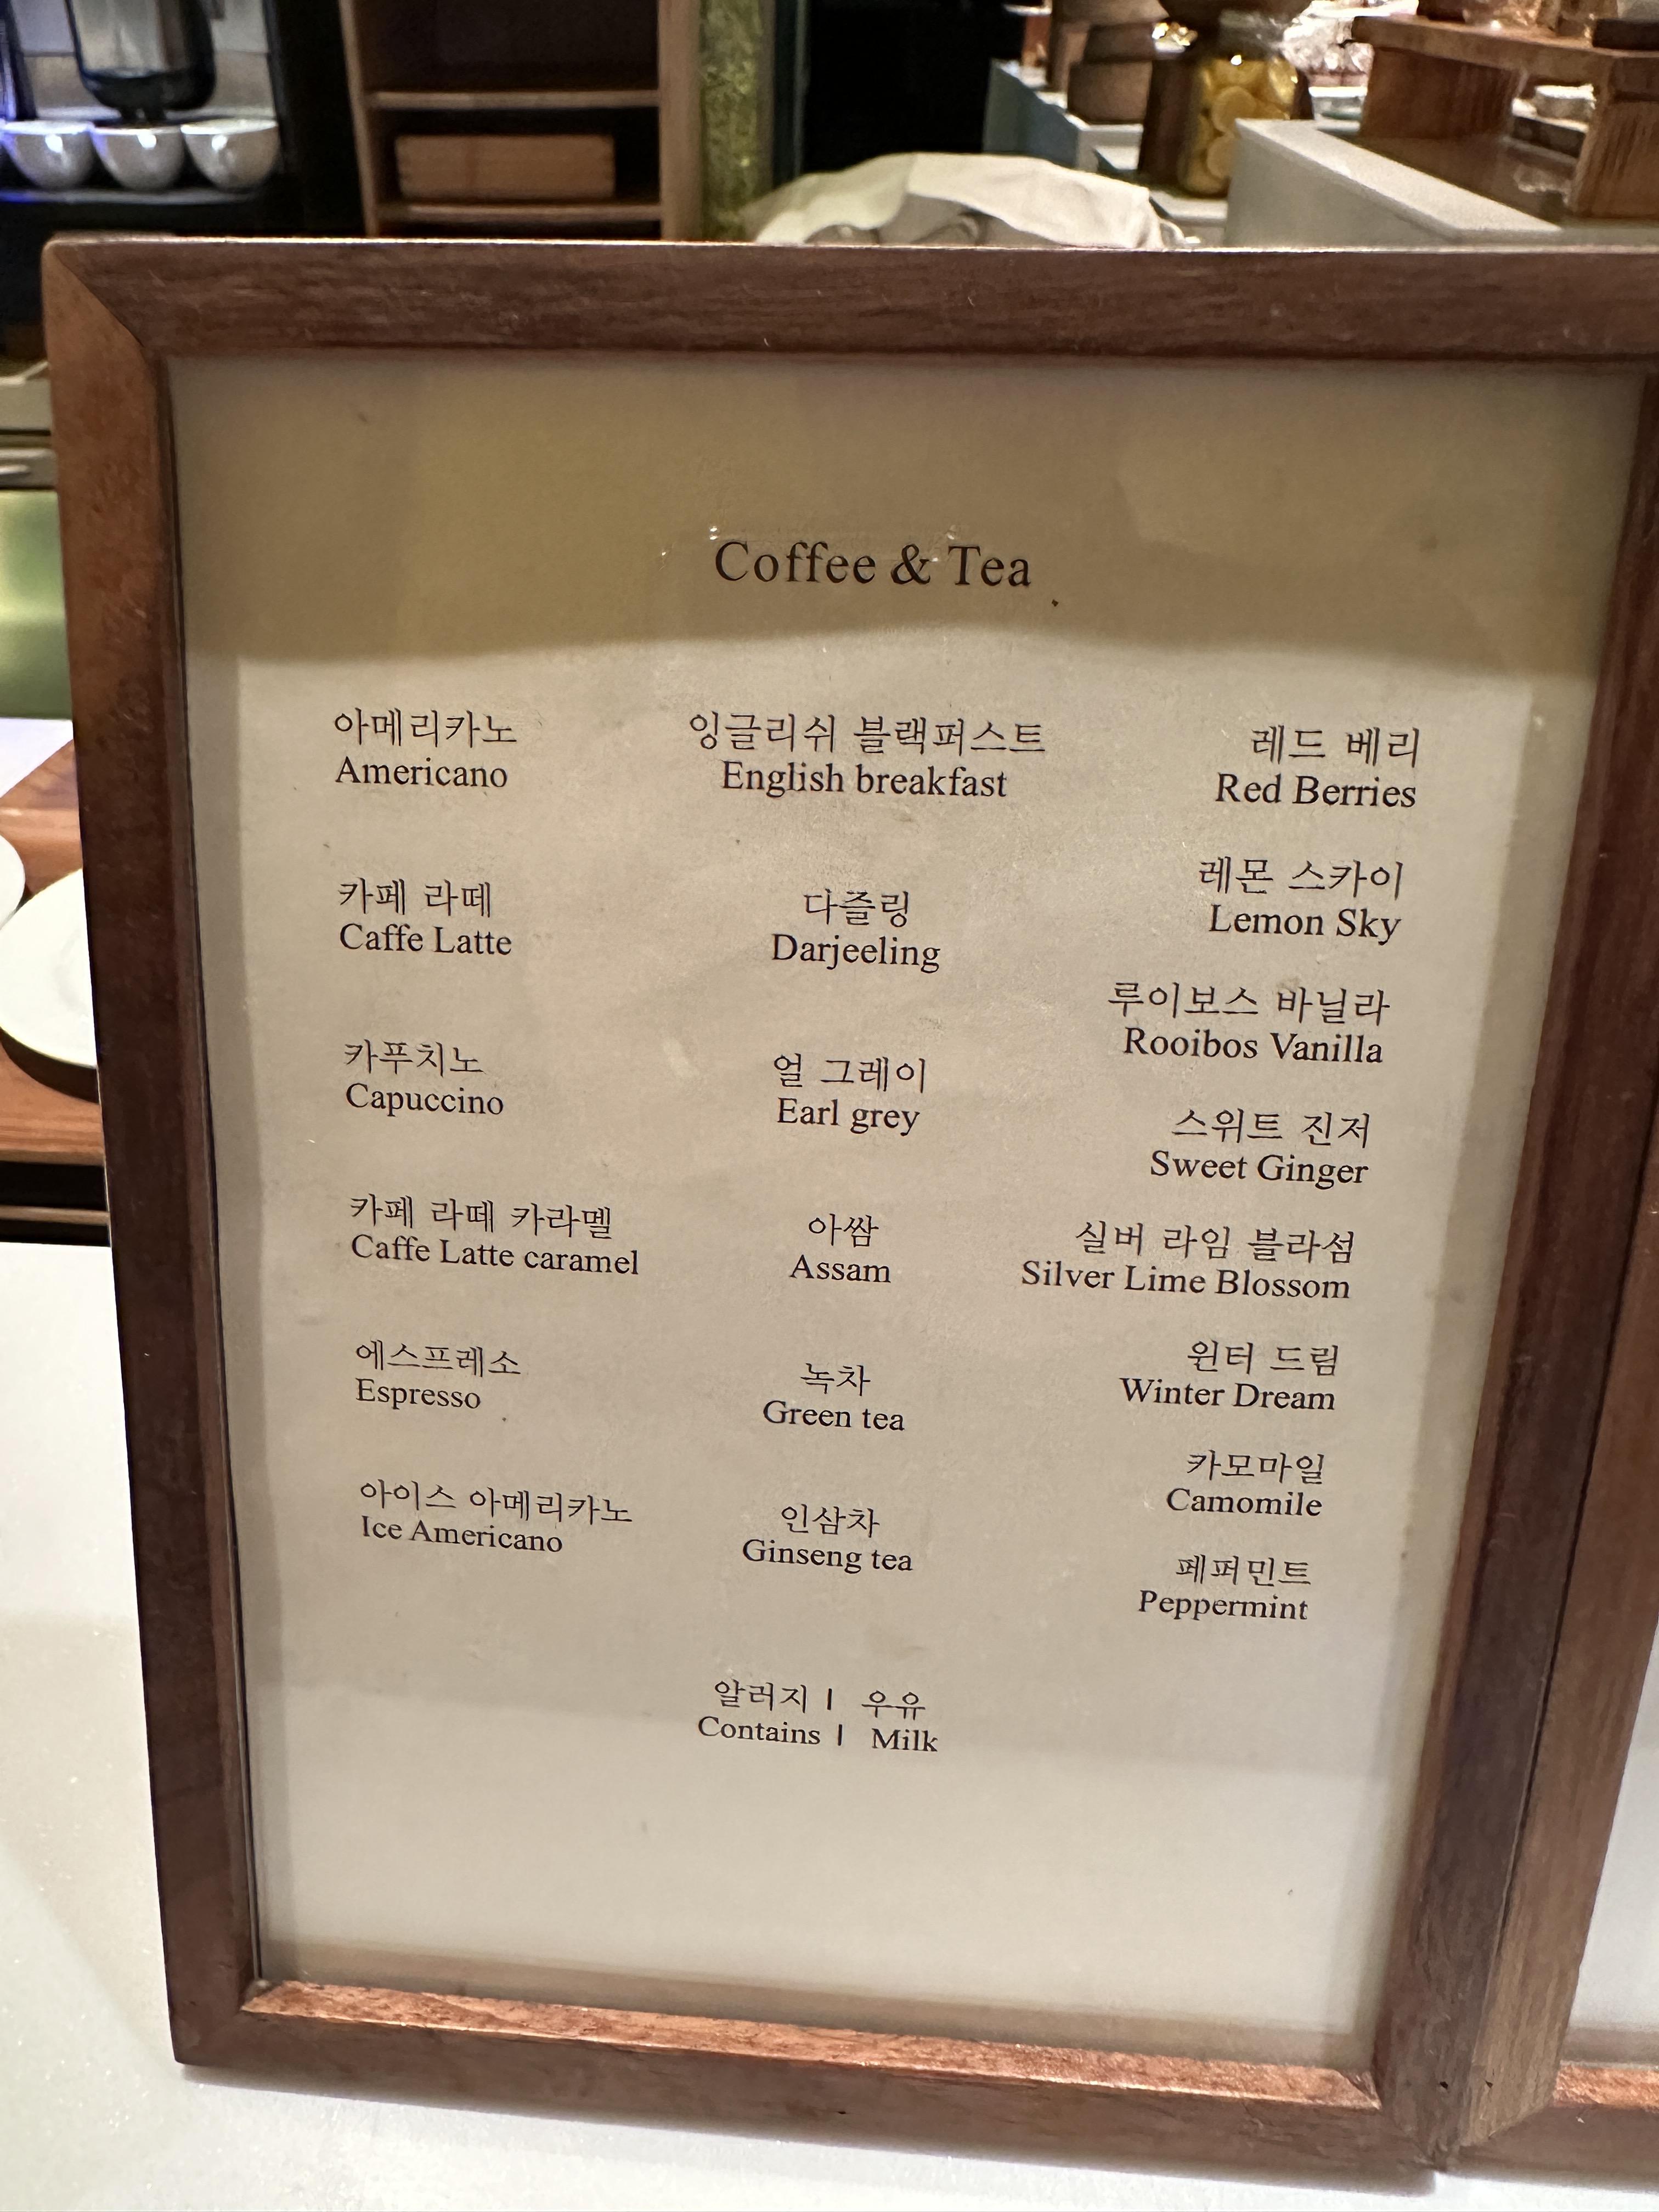 Coffee & Tea
아메리카노
Americano
카페 라떼
Caffe Latte
카푸치노
Capuccino
카페 라떼 카라멜
Caffe Latte caramel
에스프레소
Espresso
아이스 아메리카노
Ice Americano
잉글리쉬 블랙퍼스트
English breakfast
다즐링
Darjeeling
얼 그레이
Earl grey
아쌈
Assam
녹차
Green tea
인삼차
Ginseng tea
레드 베리
Red Berries
레몬 스카이
Lemon Sky
루이보스 바닐라
Rooibos Vanilla
스위트 진저
Sweet Ginger
실버 라임 블라섬
Silver Lime Blossom
윈터 드림
Winter Dream
카모마일
Camomile
페퍼민트
Peppermint
알러지 | 우유
Contains | Milk